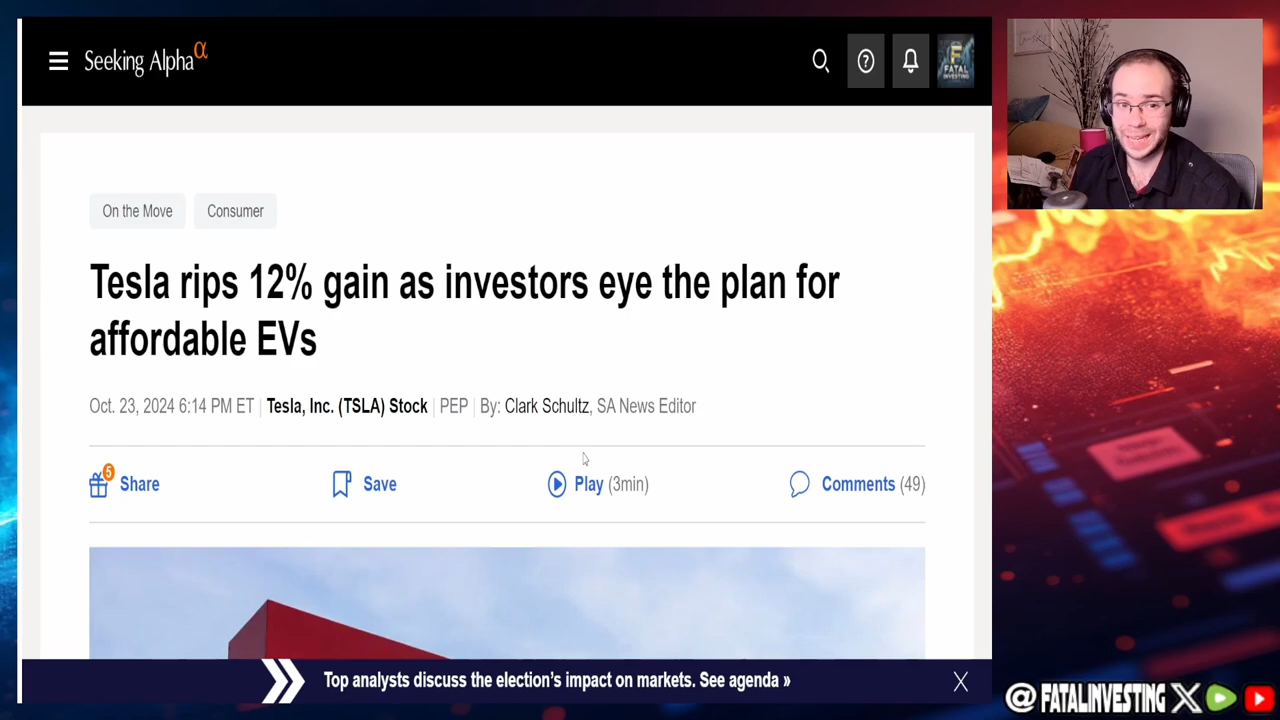 Seeking Alpha α
On the Move
Consumer
Tesla rips 12% gain as investors eye the plan for
affordable EVs
Oct. 23, 2024 6:14 PM ET | Tesla, Inc. (TSLA) Stock | PEP | By: Clark Schultz, SA News Editor
5
Share
Save
Play (3min)
Comments (49)
Top analysts discuss the election's impact on markets. See agenda »
X
FATAL
INVESTING
@FATALINVESTING X